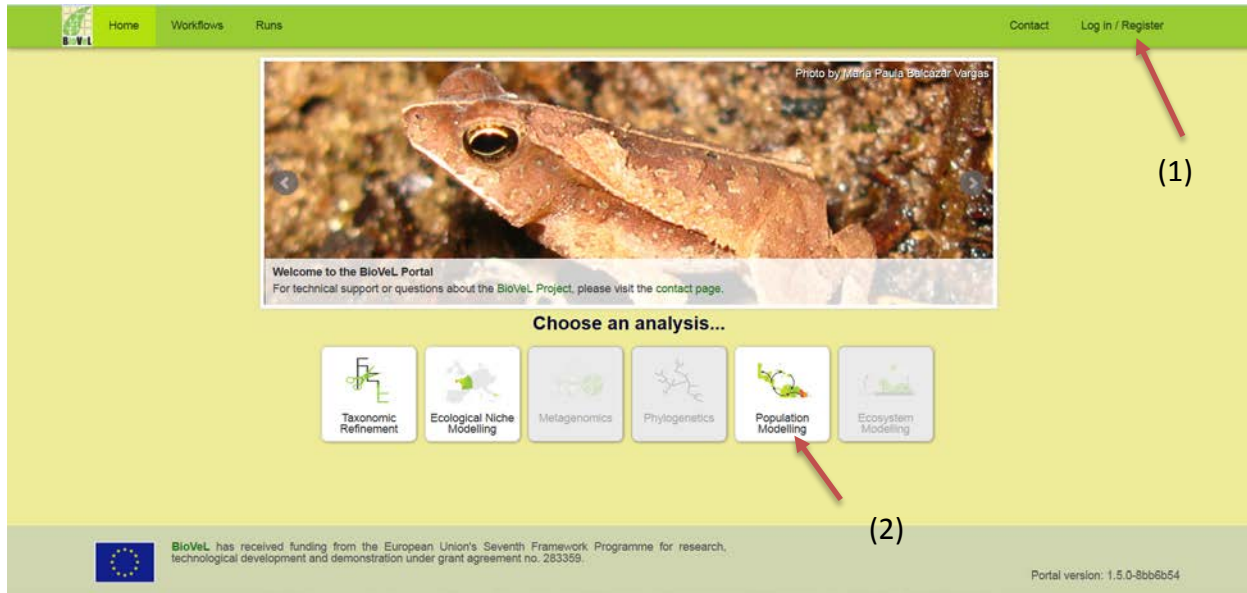 BioVeL
Home
Workflows
Runs
Contact
Log in / Register
Photo by Maria Paula Balcázar Vargas
(1)
Welcome to the BioVeL Portal
For technical support or questions about the BioVeL Project, please visit the contact page.
Choose an analysis...
Taxonomic
Refinement
Ecological Niche
Modelling
Metagenomics
Phylogenetics
Population
Modelling
Ecosystem
Modelling
(2)
BioVeL has received funding from the European Union's Seventh Framework Programme for research,
technological development and demonstration under grant agreement no. 283359.
Portal version: 1.5.0-8bb6b54